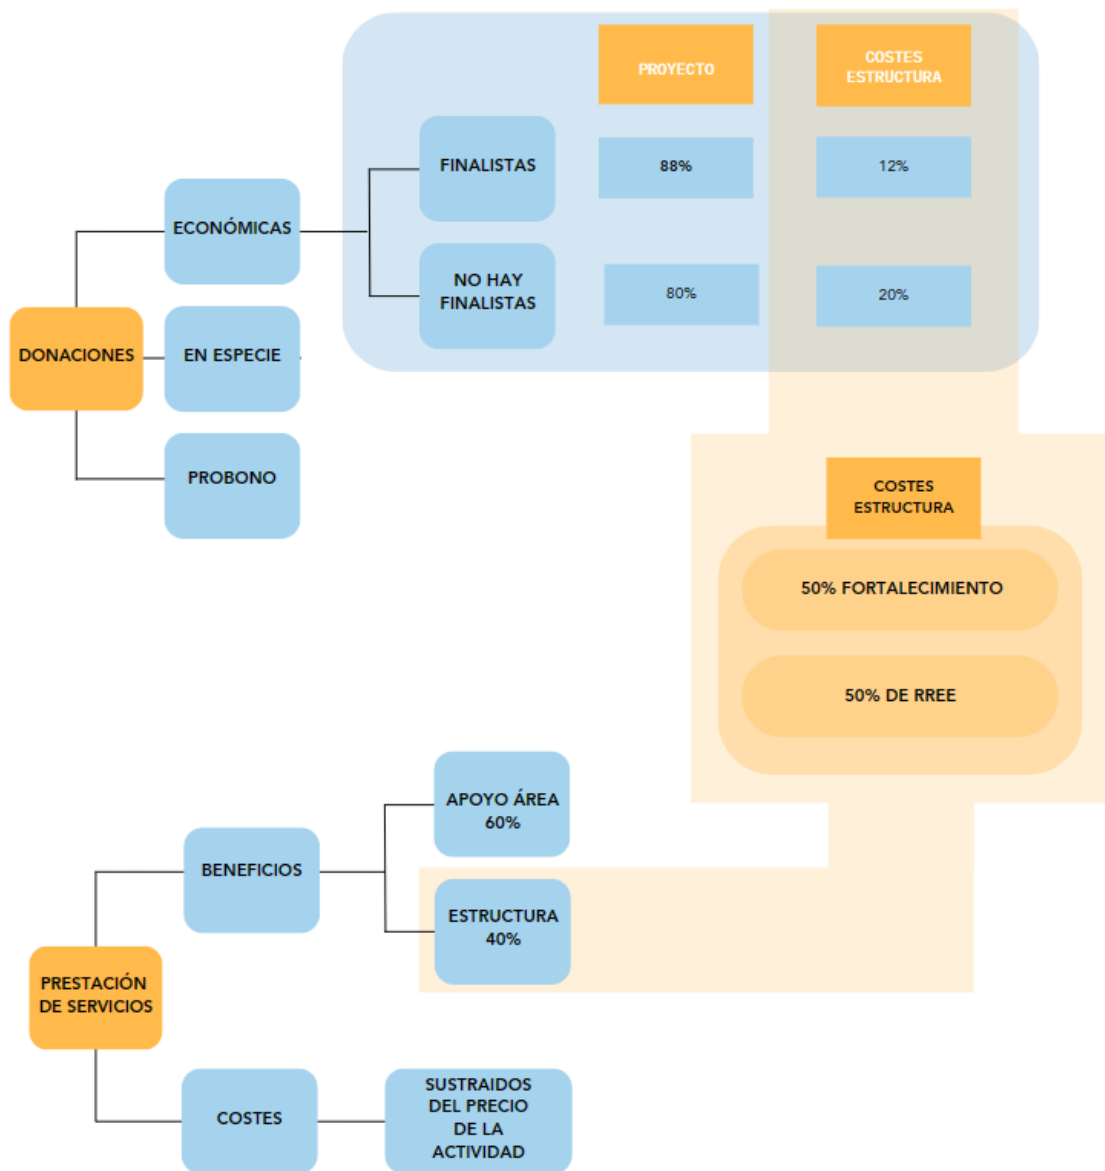 PROYECTO
COSTES
ESTRUCTURA
FINALISTAS
88%
12%
ECONÓMICAS
NO HAY
FINALISTAS
80%
20%
DONACIONES
EN ESPECIE
PROBONO
COSTES
ESTRUCTURA
50% FORTALECIMIENTO
50% DE RREE
APOYO ÁREA
60%
BENEFICIOS
ESTRUCTURA
40%
PRESTACIÓN
DE SERVICIOS
COSTES
SUSTRAIDOS
DEL PRECIO
DE LA
ACTIVIDAD